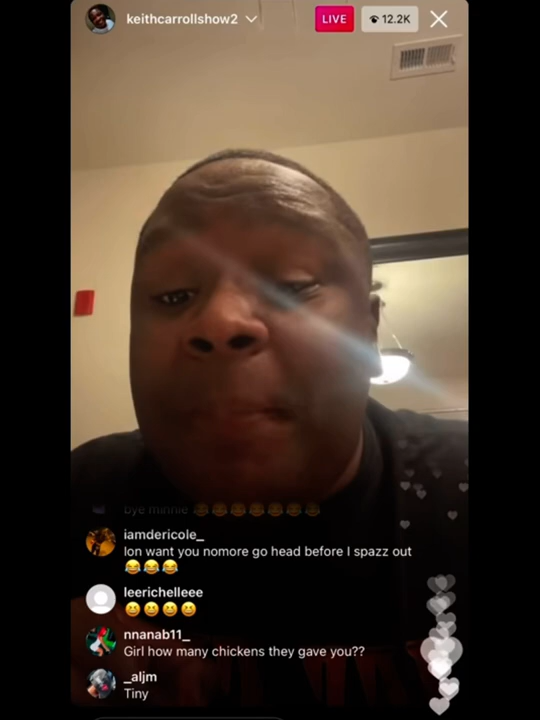 keithcarrollshow2
LIVE
12.2K
bye minnie 😂😂😂😂😂😂😂
iamdericole_
Ion want you nomore go head before I spazz out
😂😂😂
leerichelleee
😆😆😆😆
nnanab11_
Girl how many chickens they gave you??
_aljm
Tiny